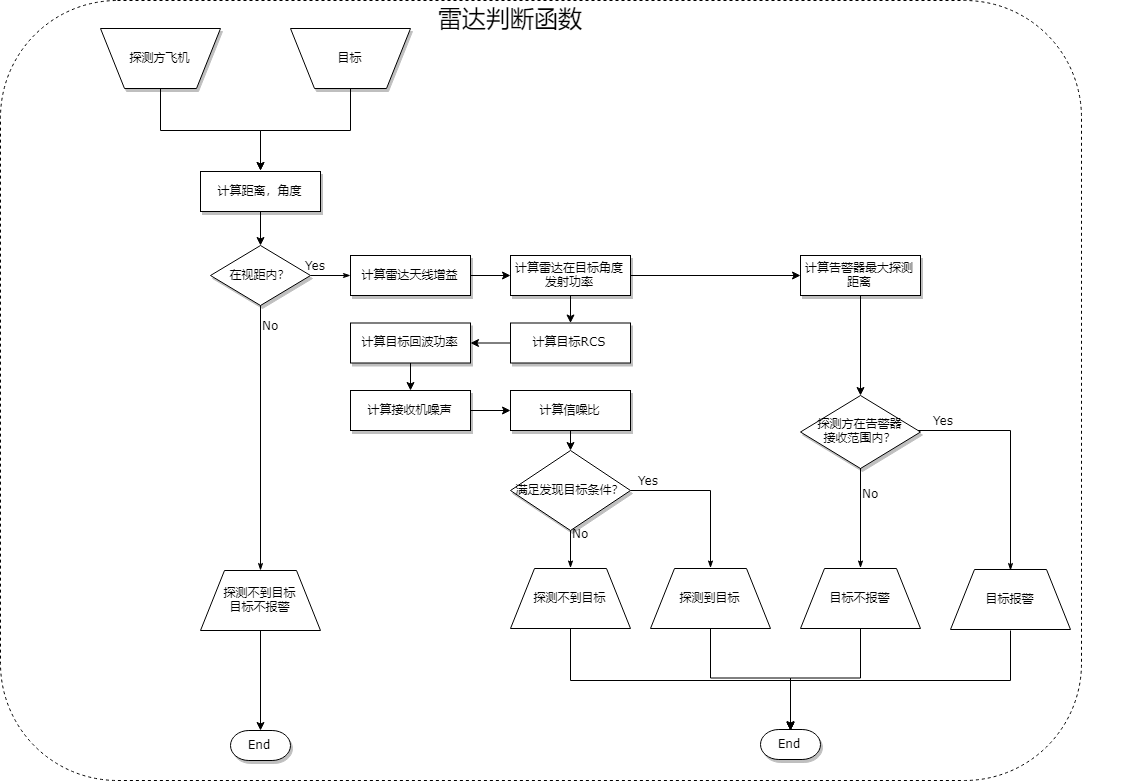 雷达判断函数
探测方飞机
目标
计算距离，角度
在视距内?
Yes
计算雷达天线增益
计算雷达在目标角度
发射功率
计算告警器最大探测
距离
No
计算目标回波功率
计算目标RCS
计算接收机噪声
计算信噪比
探测方在告警器
接收范围内?
Yes
满足发现目标条件?
Yes
No
No
探测不到目标
目标不报警
探测不到目标
探测到目标
目标不报警
目标报警
End
End